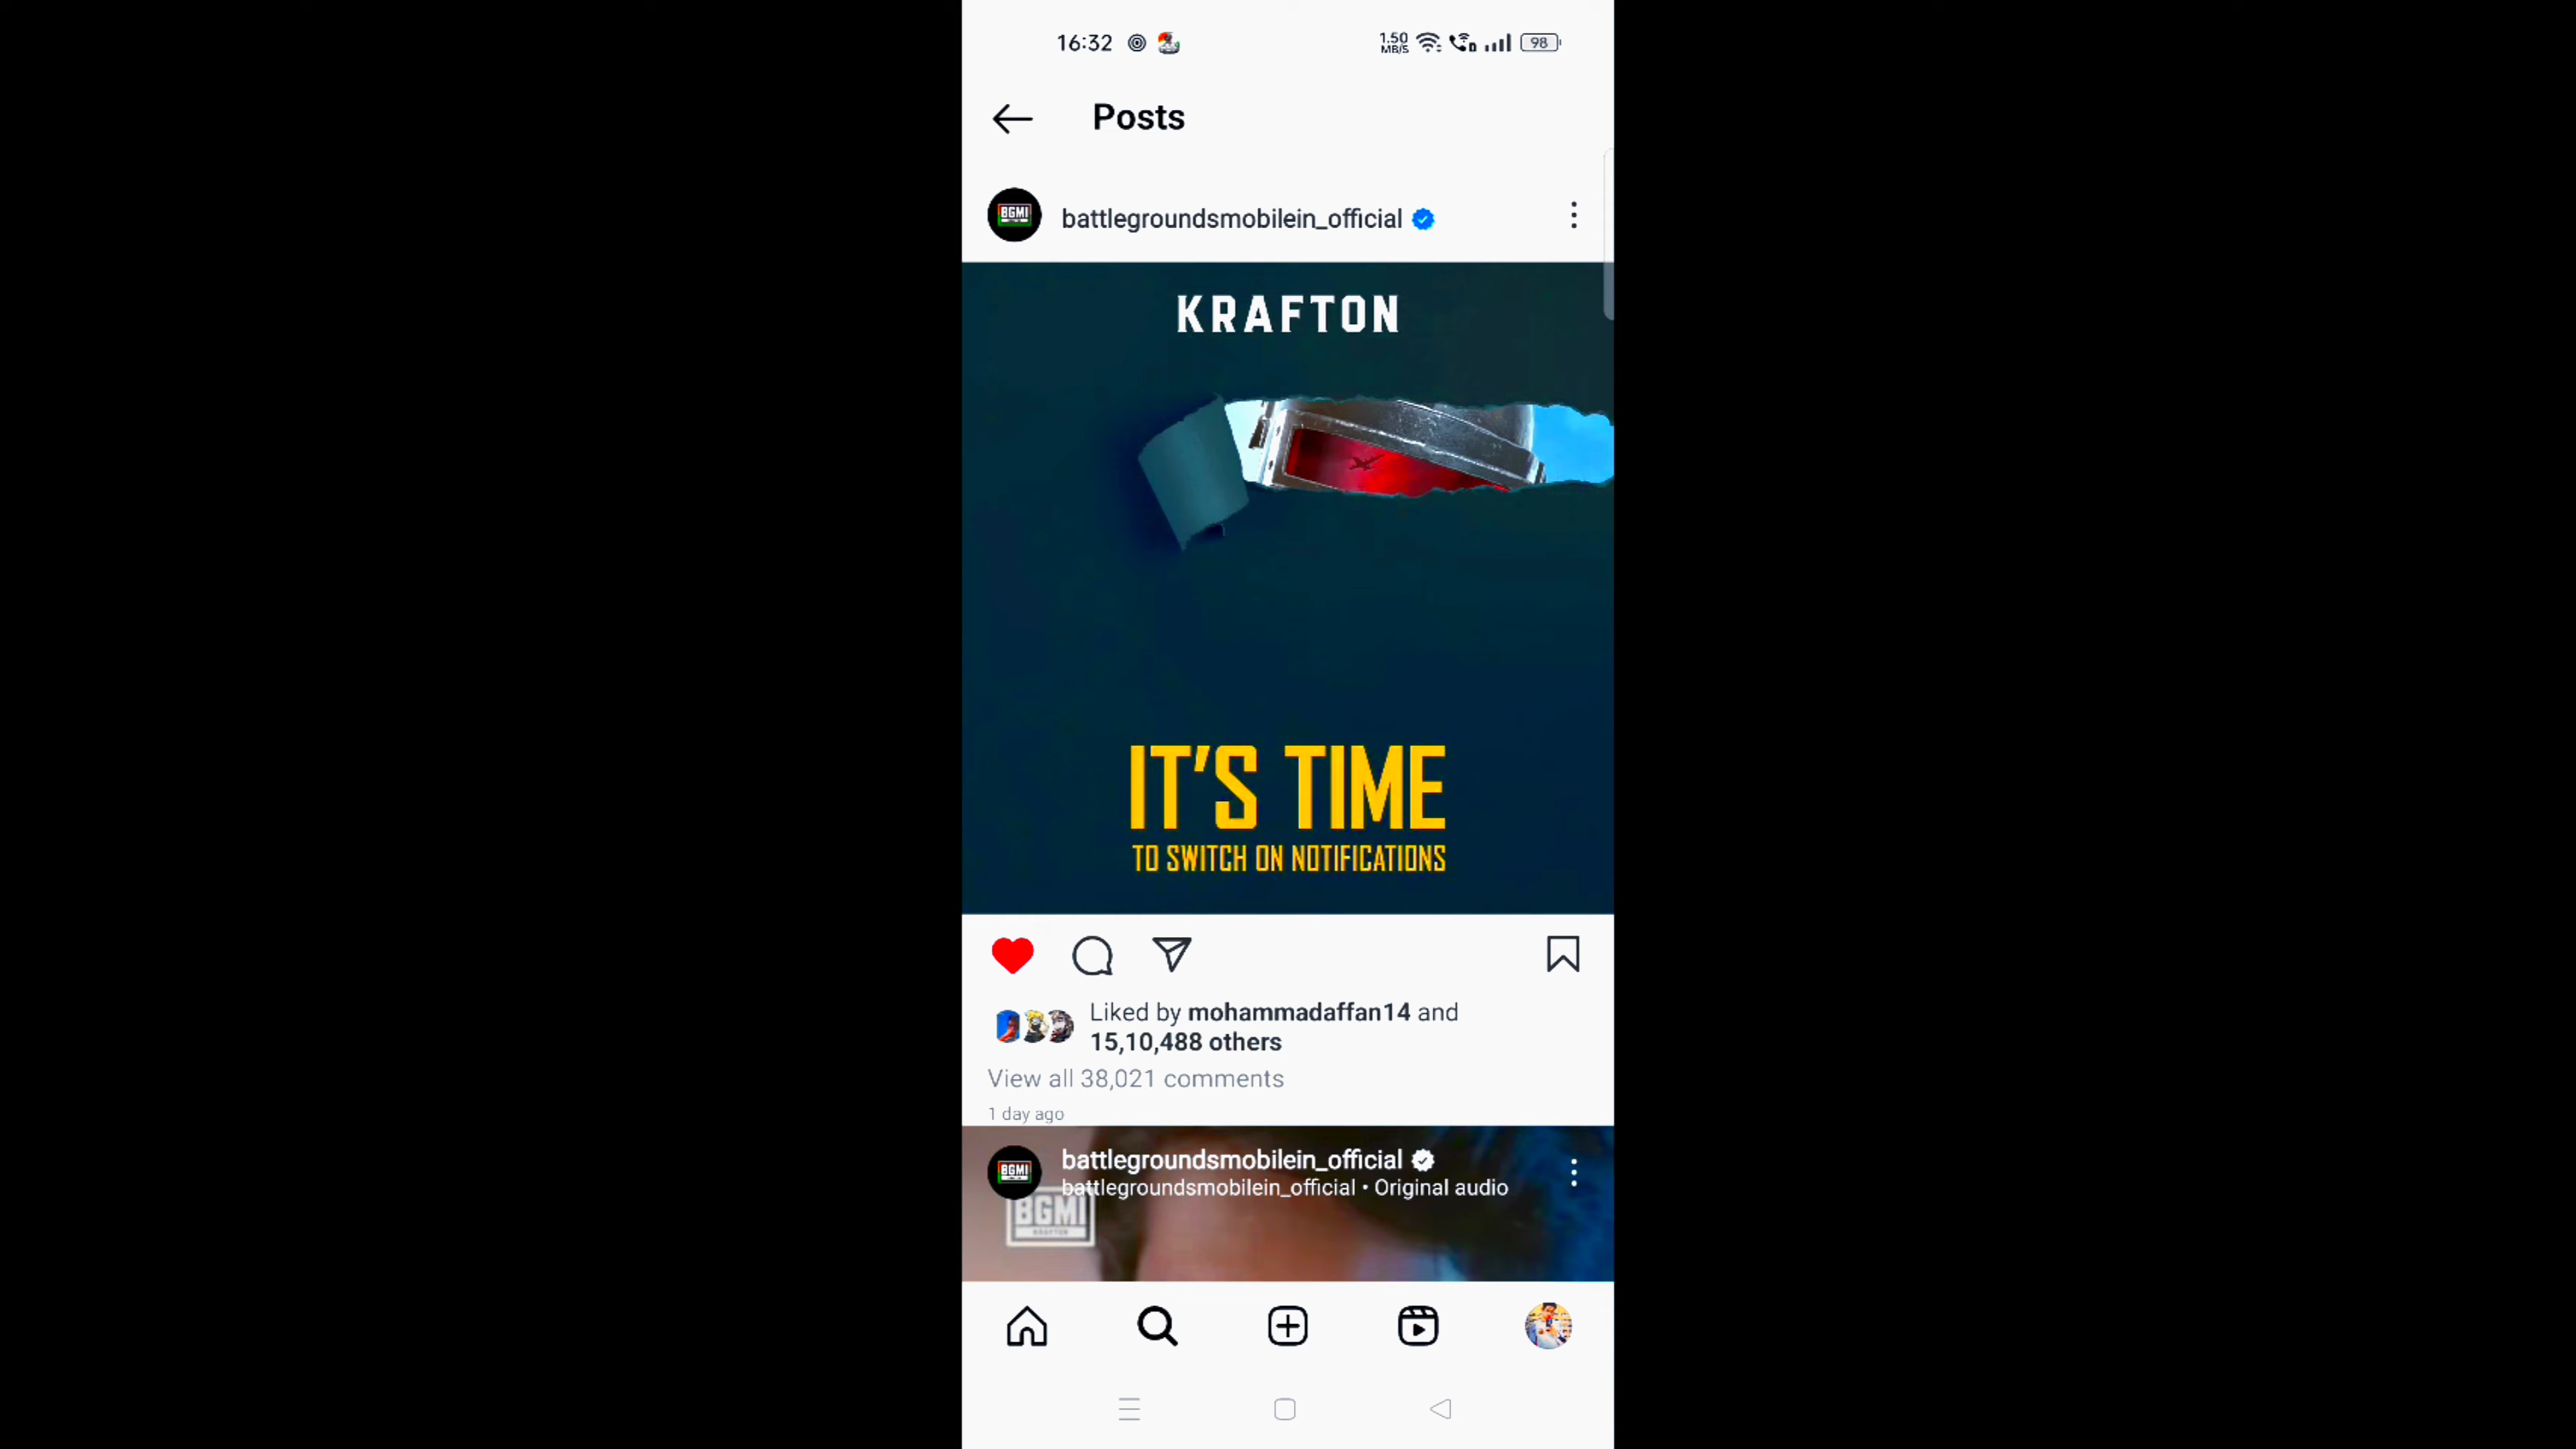 16:32
1.50
MB/S
98
Posts
BGMI
battlegroundsmobilein_official
KRAFTON
IT'S TIME
TO SWITCH ON NOTIFICATIONS
Liked by mohammadaffan14 and
15,10,488 others
View all 38,021 comments
1 day ago
BGMI
battlegroundsmobilein_official
battlegroundsmobilein_official • Original audio
BGMI
KRAFTON